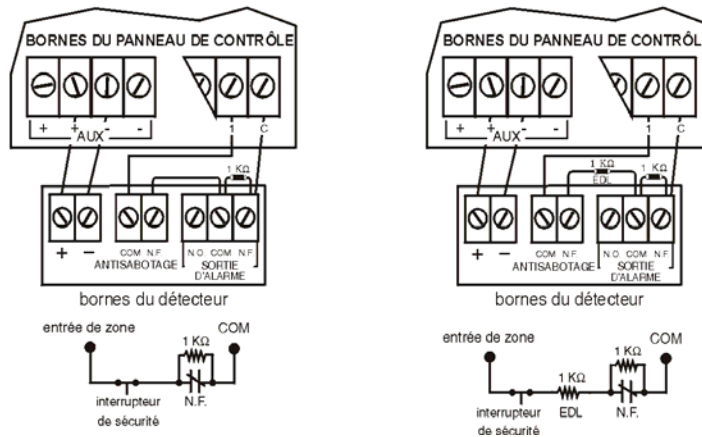 BORNES DU PANNEAU DE CONTRÔLE
+ + - -
AUX
1 C
1 KΩ
+ −
COM N.F. N.O. COM N.F.
ANTISABOTAGE SORTIE
D'ALARME
bornes du détecteur
entrée de zone COM
1 KΩ
interrupteur
de sécurité
N.F.
BORNES DU PANNEAU DE CONTRÔL
+ + - -
AUX
1 C
1 KΩ
EDL
1 KΩ
+ −
COM N.F. N.O. COM N.F.
ANTISABOTAGE SORTIE
D'ALARME
bornes du détecteur
entrée de zone COM
1 KΩ
1 KΩ
interrupteur EDL N.F.
de sécurité